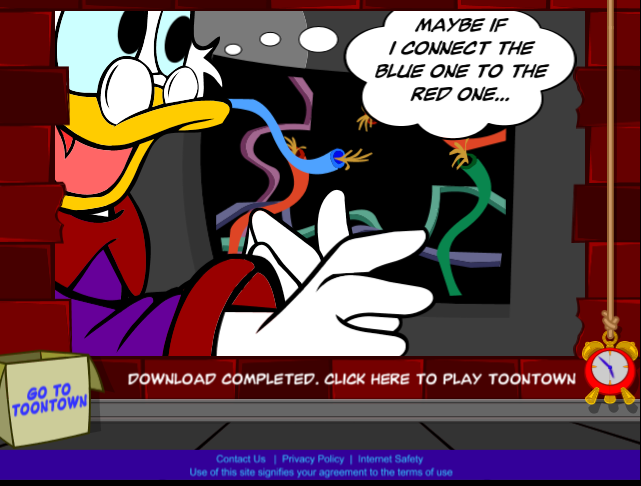 MAYBE IF
I CONNECT THE
BLUE ONE TO THE
RED ONE...
GO TO
TOONTOWN
DOWNLOAD COMPLETED. CLICK HERE TO PLAY TOONTOWN
Contact Us | Privacy Policy | Internet Safety
Use of this site signifies your agreement to the terms of use